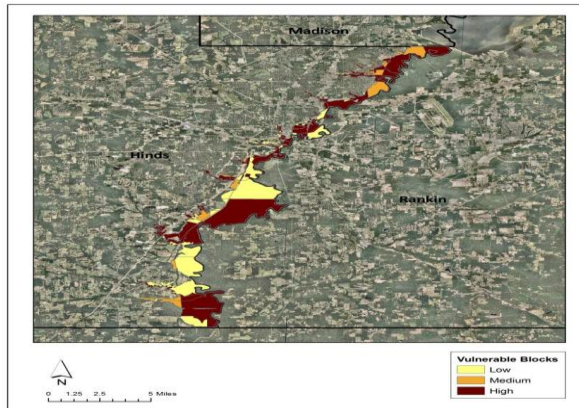 Madison
Hinds
Rankin
N
0 1.25 2.5 5 Miles
Vulnerable Blocks
Low
Medium
High